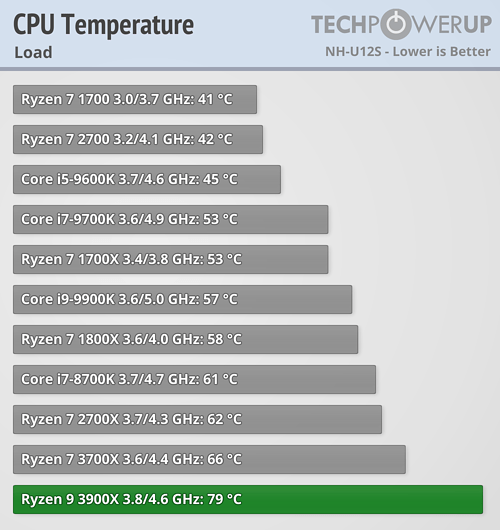 CPU Temperature
TECHPOWERUP
Load
NH-U12S - Lower is Better
Ryzen 7 1700 3.0/3.7 GHz: 41 °C
Ryzen 7 2700 3.2/4.1 GHz: 42 °C
Core i5-9600K 3.7/4.6 GHz: 45 °C
Core i7-9700K 3.6/4.9 GHz: 53 °C
Ryzen 7 1700X 3.4/3.8 GHz: 53 °C
Core i9-9900K 3.6/5.0 GHz: 57 °C
Ryzen 7 1800X 3.6/4.0 GHz: 58 °C
Core i7-8700K 3.7/4.7 GHz: 61 °C
Ryzen 7 2700X 3.7/4.3 GHz: 62 °C
Ryzen 7 3700X 3.6/4.4 GHz: 66 °C
Ryzen 9 3900X 3.8/4.6 GHz: 79 °C